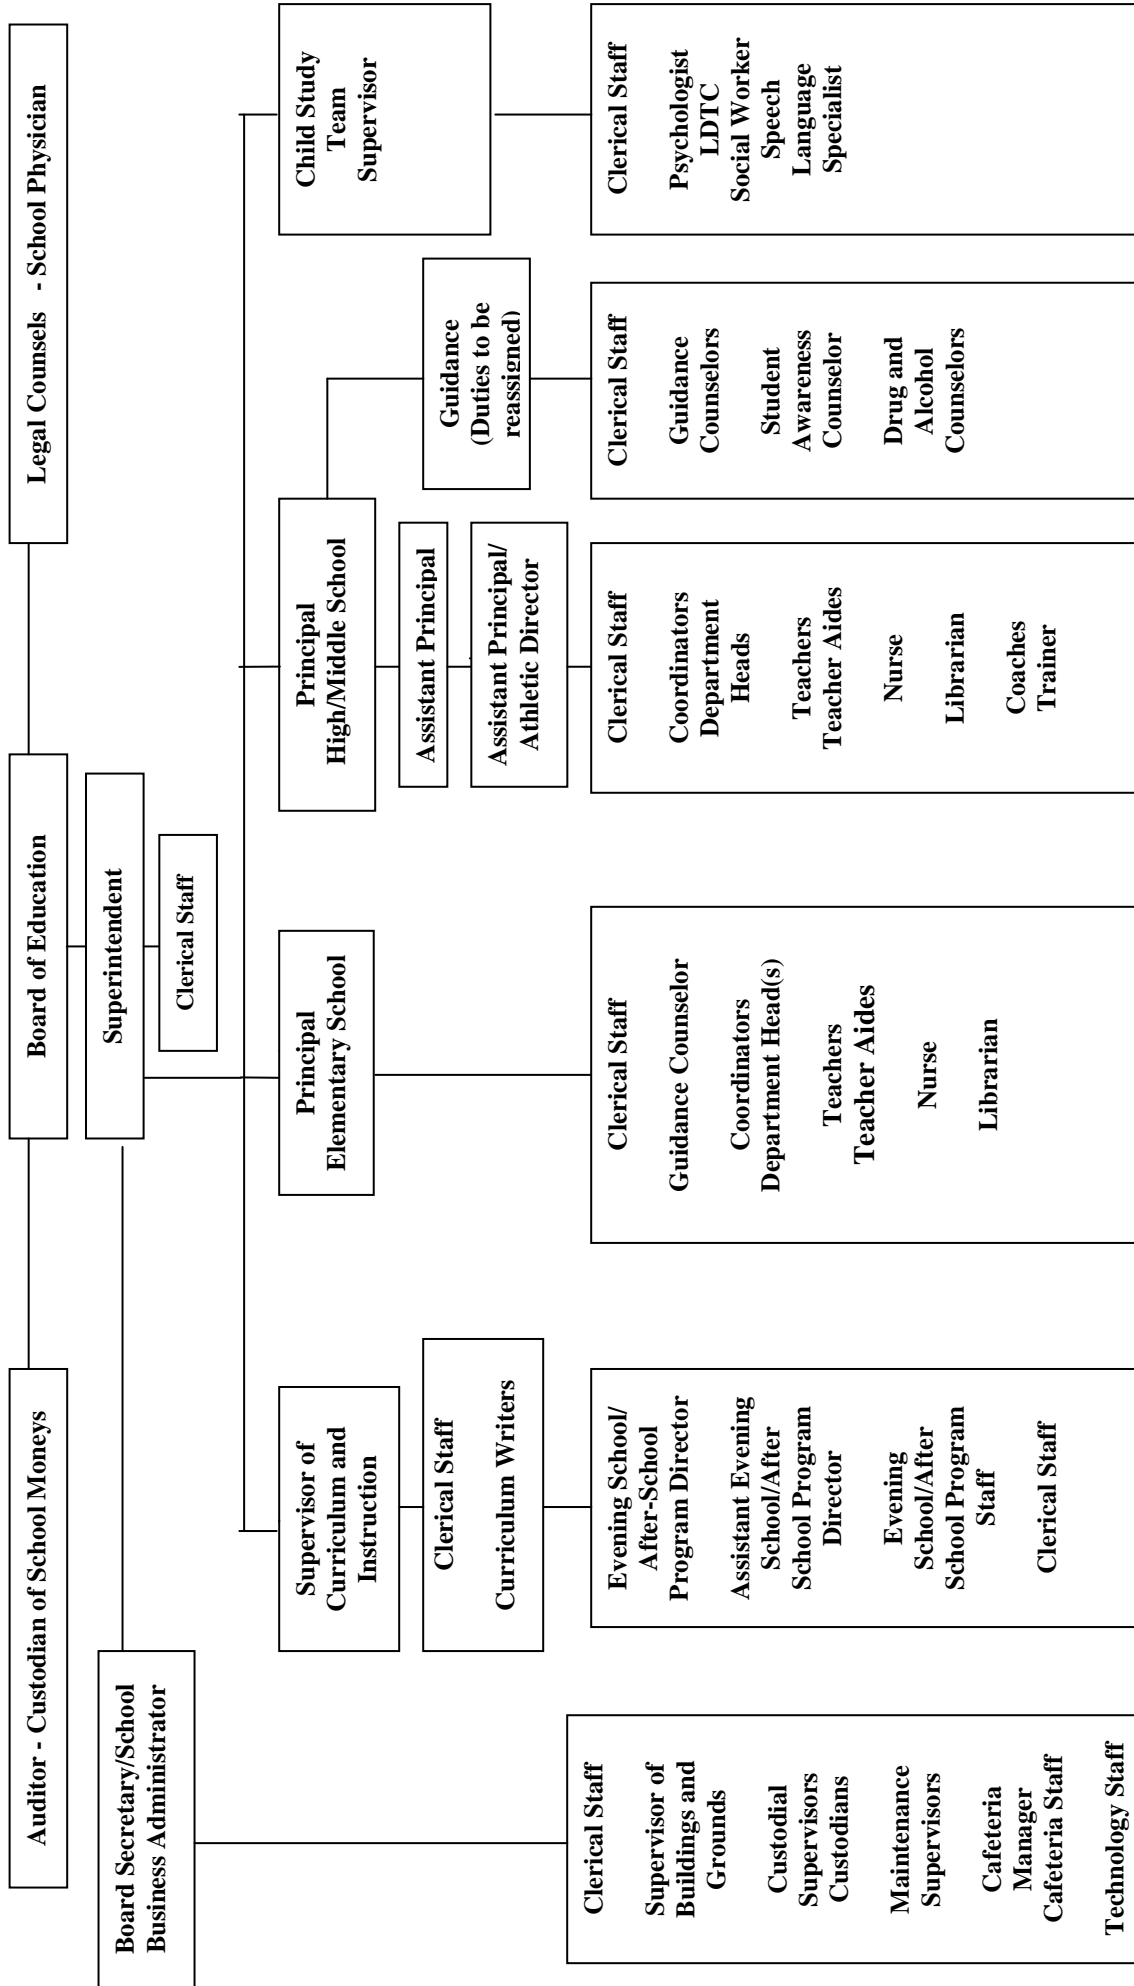 Auditor - Custodian of School Moneys
Board of Education
Legal Counsels - School Physician
Superintendent
Board Secretary/School
Business Administrator
Clerical Staff
Supervisor of
Curriculum and
Instruction
Principal
Elementary School
Principal
High/Middle School
Child Study
Team
Supervisor
Assistant Principal
Assistant Principal/
Athletic Director
Clerical Staff
Curriculum Writers
Guidance
(Duties to be
reassigned)
Clerical Staff
Supervisor of
Buildings and
Grounds
Custodial
Supervisors
Custodians
Maintenance
Supervisors
Cafeteria
Manager
Cafeteria Staff
Technology Staff
Evening School/
After-School
Program Director
Assistant Evening
School/After
School Program
Director
Evening
School/After
School Program
Staff
Clerical Staff
Clerical Staff
Guidance Counselor
Coordinators
Department Head(s)
Teachers
Teacher Aides
Nurse
Librarian
Clerical Staff
Coordinators
Department
Heads
Teachers
Teacher Aides
Nurse
Librarian
Coaches
Trainer
Clerical Staff
Guidance
Counselors
Student
Awareness
Counselor
Drug and
Alcohol
Counselors
Clerical Staff
Psychologist
LDTC
Social Worker
Speech
Language
Specialist